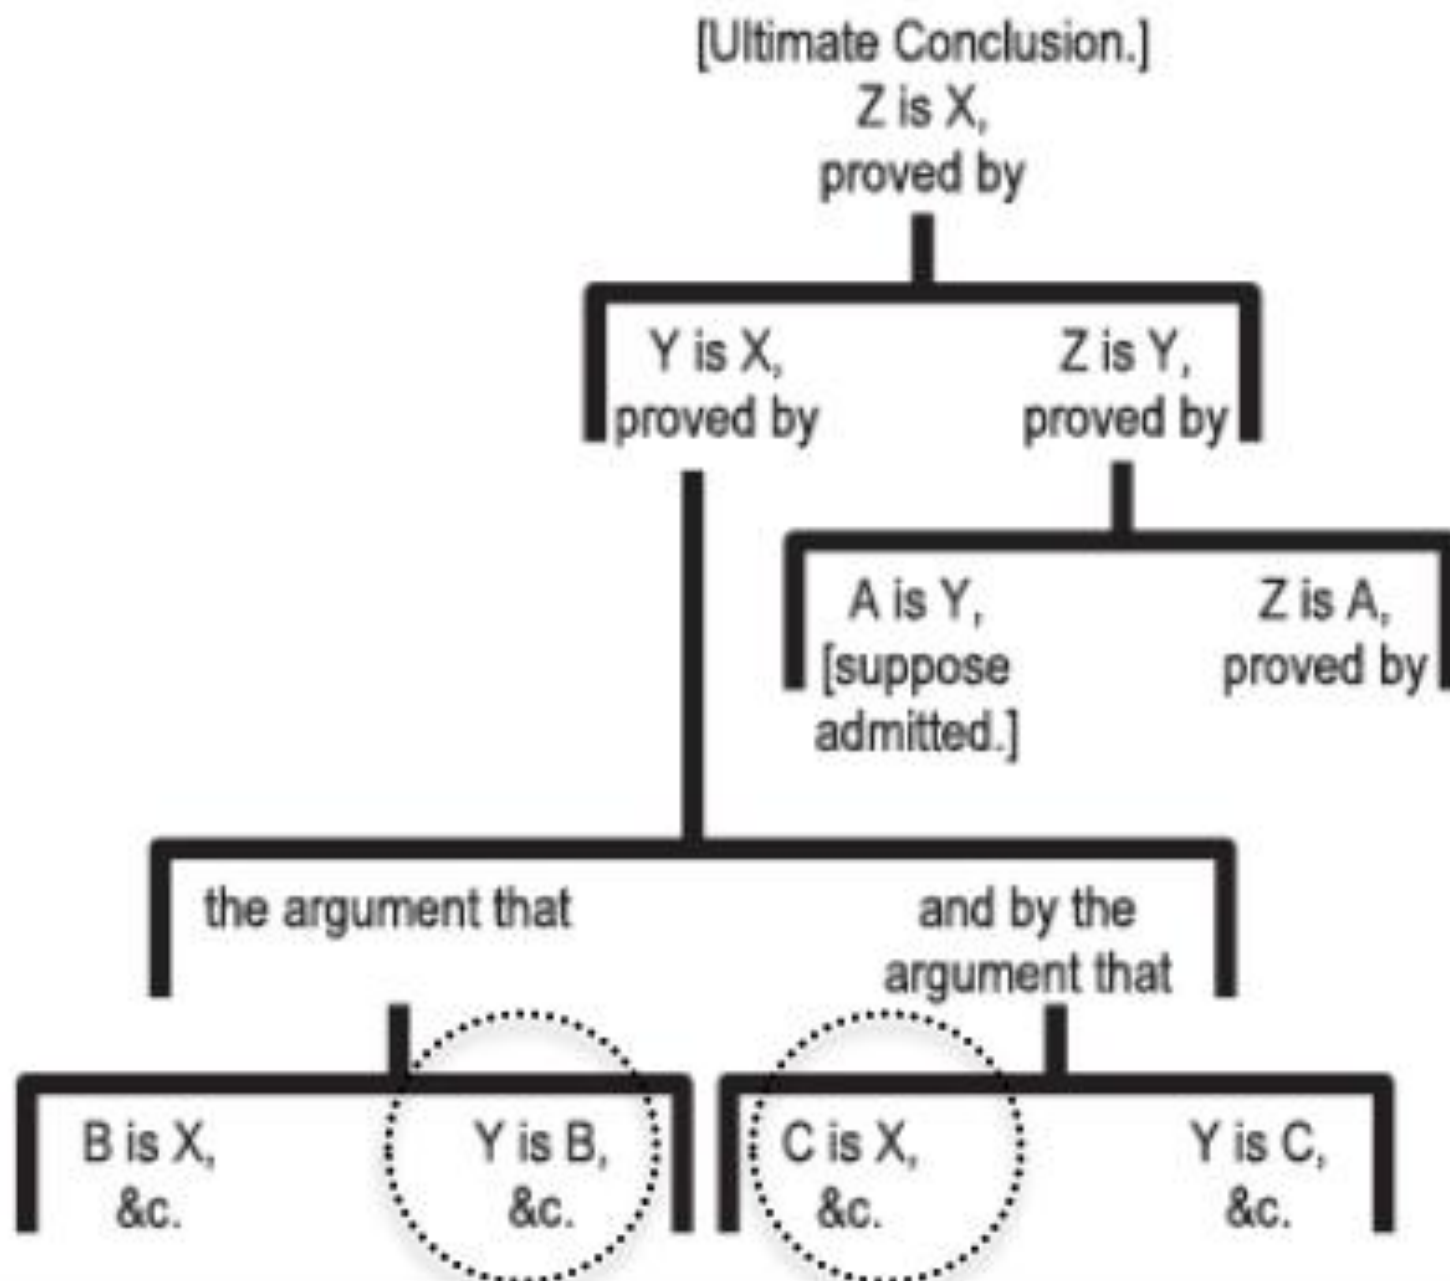 [Ultimate Conclusion.]
Z is X,
proved by
Y is X,
proved by
Z is Y,
proved by
A is Y,
[suppose
admitted.]
Z is A,
proved by
the argument that
and by the
argument that
B is X,
&c.
Y is B,
&c.
C is X,
&c.
Y is C,
&c.